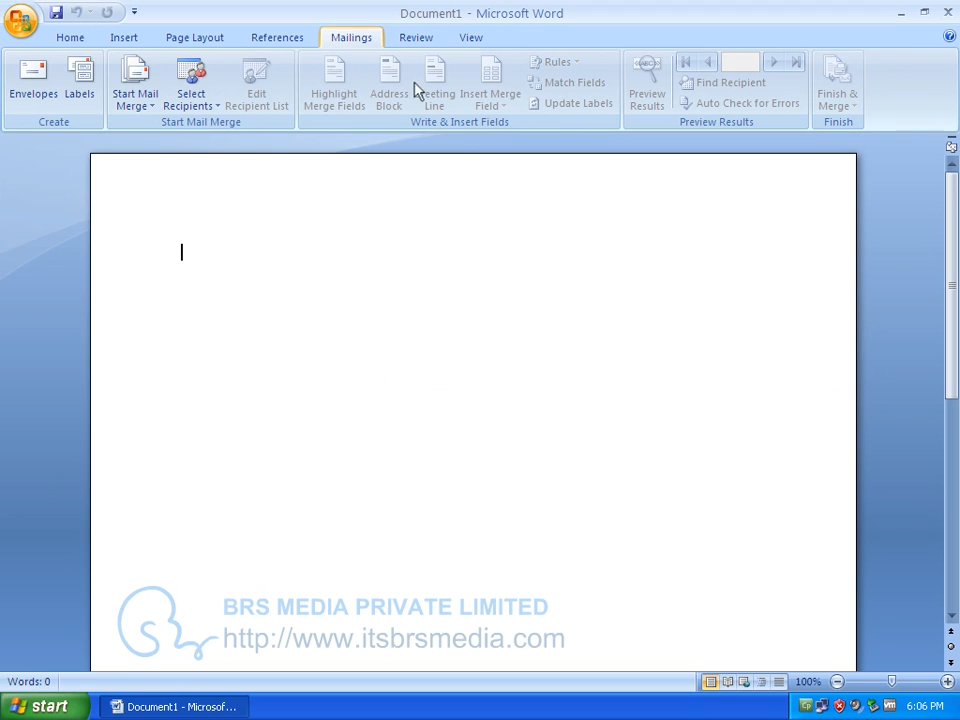 Document1 - Microsoft Word
Home Insert Page Layout References Mailings Review View
Envelopes Labels
Create
Start Mail Merge
Select Recipients
Edit Recipient List
Start Mail Merge
Highlight Merge Fields
Address Block
Line
Insert Merge Field
Rules
Match Fields
Update Labels
Write & Insert Fields
ABC
Preview Results
Find Recipient
Auto Check for Errors
Preview Results
Finish & Merge
Finish
BRS MEDIA PRIVATE LIMITED
http://www.itsbrsmedia.com
Words: 0
100%
start
Document1 - Microsof...
Cp
6:06 PM